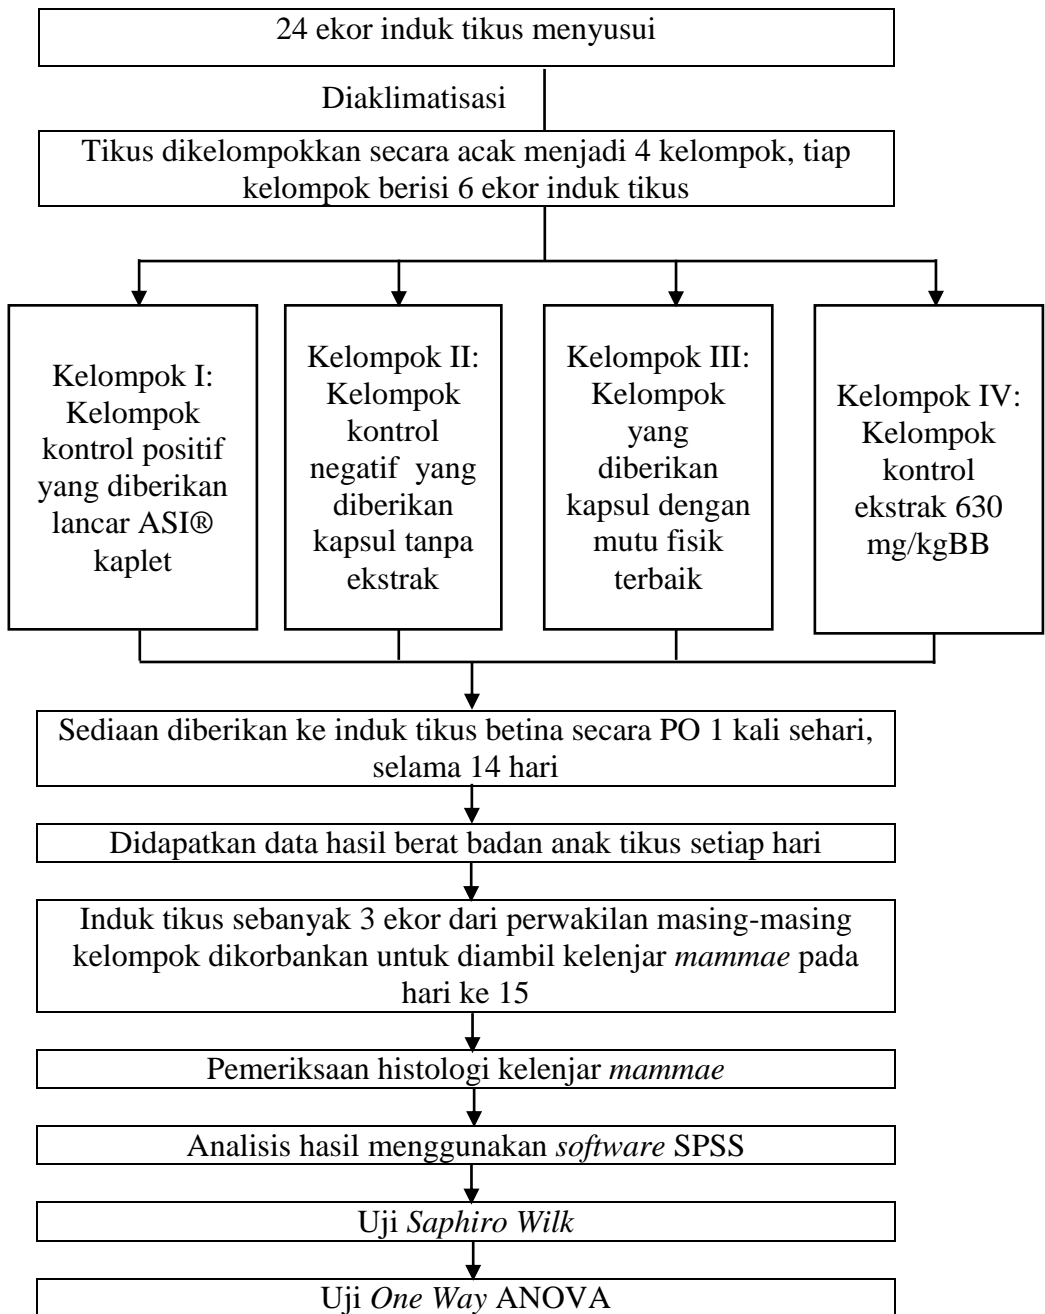 24 ekor induk tikus menyusui
Diaklimatisasi
Tikus dikelompokkan secara acak menjadi 4 kelompok, tiap
kelompok berisi 6 ekor induk tikus
Kelompok I:
Kelompok
kontrol positif
yang diberikan
lancar ASI®
kaplet
Kelompok II:
Kelompok
kontrol
negatif yang
diberikan
kapsul tanpa
ekstrak
Kelompok III:
Kelompok
yang
diberikan
kapsul dengan
mutu fisik
terbaik
Kelompok IV:
Kelompok
kontrol
ekstrak 630
mg/kgBB
Sediaan diberikan ke induk tikus betina secara PO 1 kali sehari,
selama 14 hari
Didapatkan data hasil berat badan anak tikus setiap hari
Induk tikus sebanyak 3 ekor dari perwakilan masing-masing
kelompok dikorbankan untuk diambil kelenjar mammae pada
hari ke 15
Pemeriksaan histologi kelenjar mammae
Analisis hasil menggunakan software SPSS
Uji Saphiro Wilk
Uji One Way ANOVA